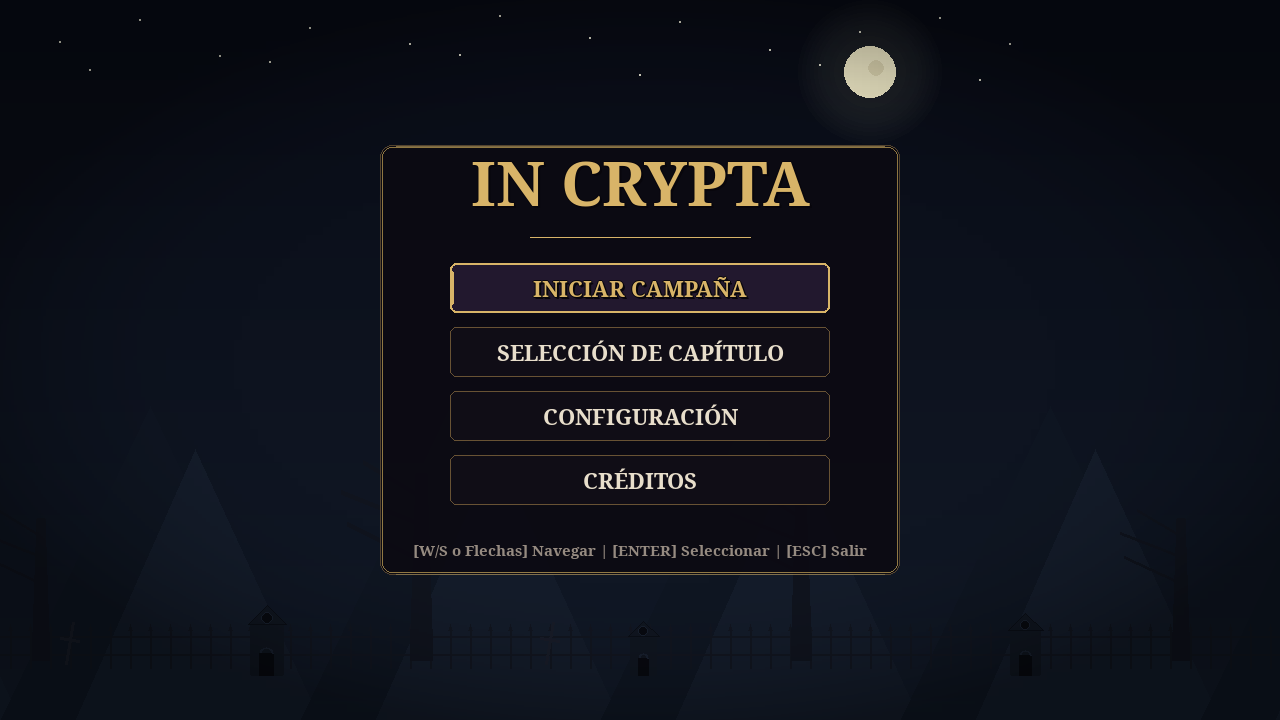 IN CRYPTA
INICIAR CAMPAÑA
SELECCIÓN DE CAPÍTULO
CONFIGURACIÓN
CRÉDITOS
[W/S o Flechas] Navegar | [ENTER] Seleccionar | [ESC] Salir